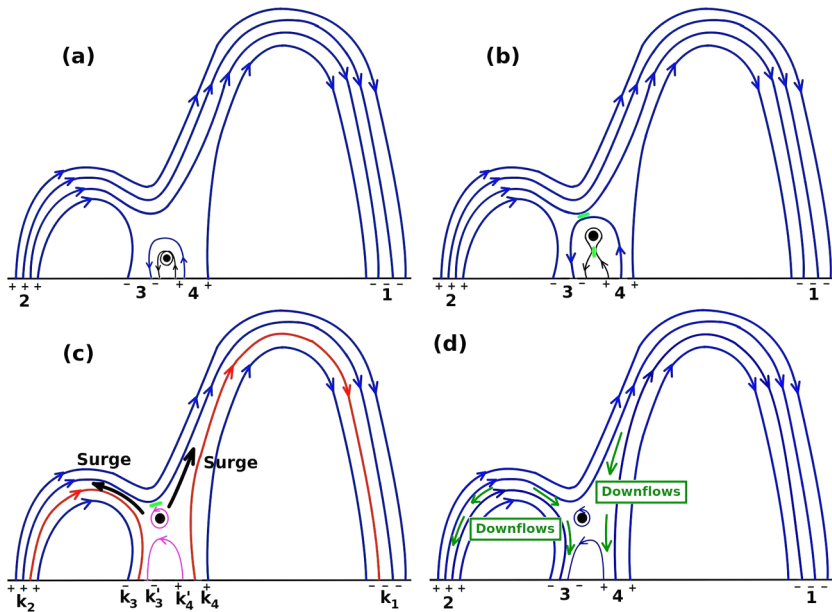 (a)
+ + + - - + + - - -
2 3 4 1
(b)
+ + + - - + + - - -
2 3 4 1
(c)
Surge
Surge
+ + + - - + + - - -
k₂ k₃ k'₃ k'₄ k₄ k₁
(d)
Downflows
Downflows
+ + + - - + + - - -
2 3 4 1